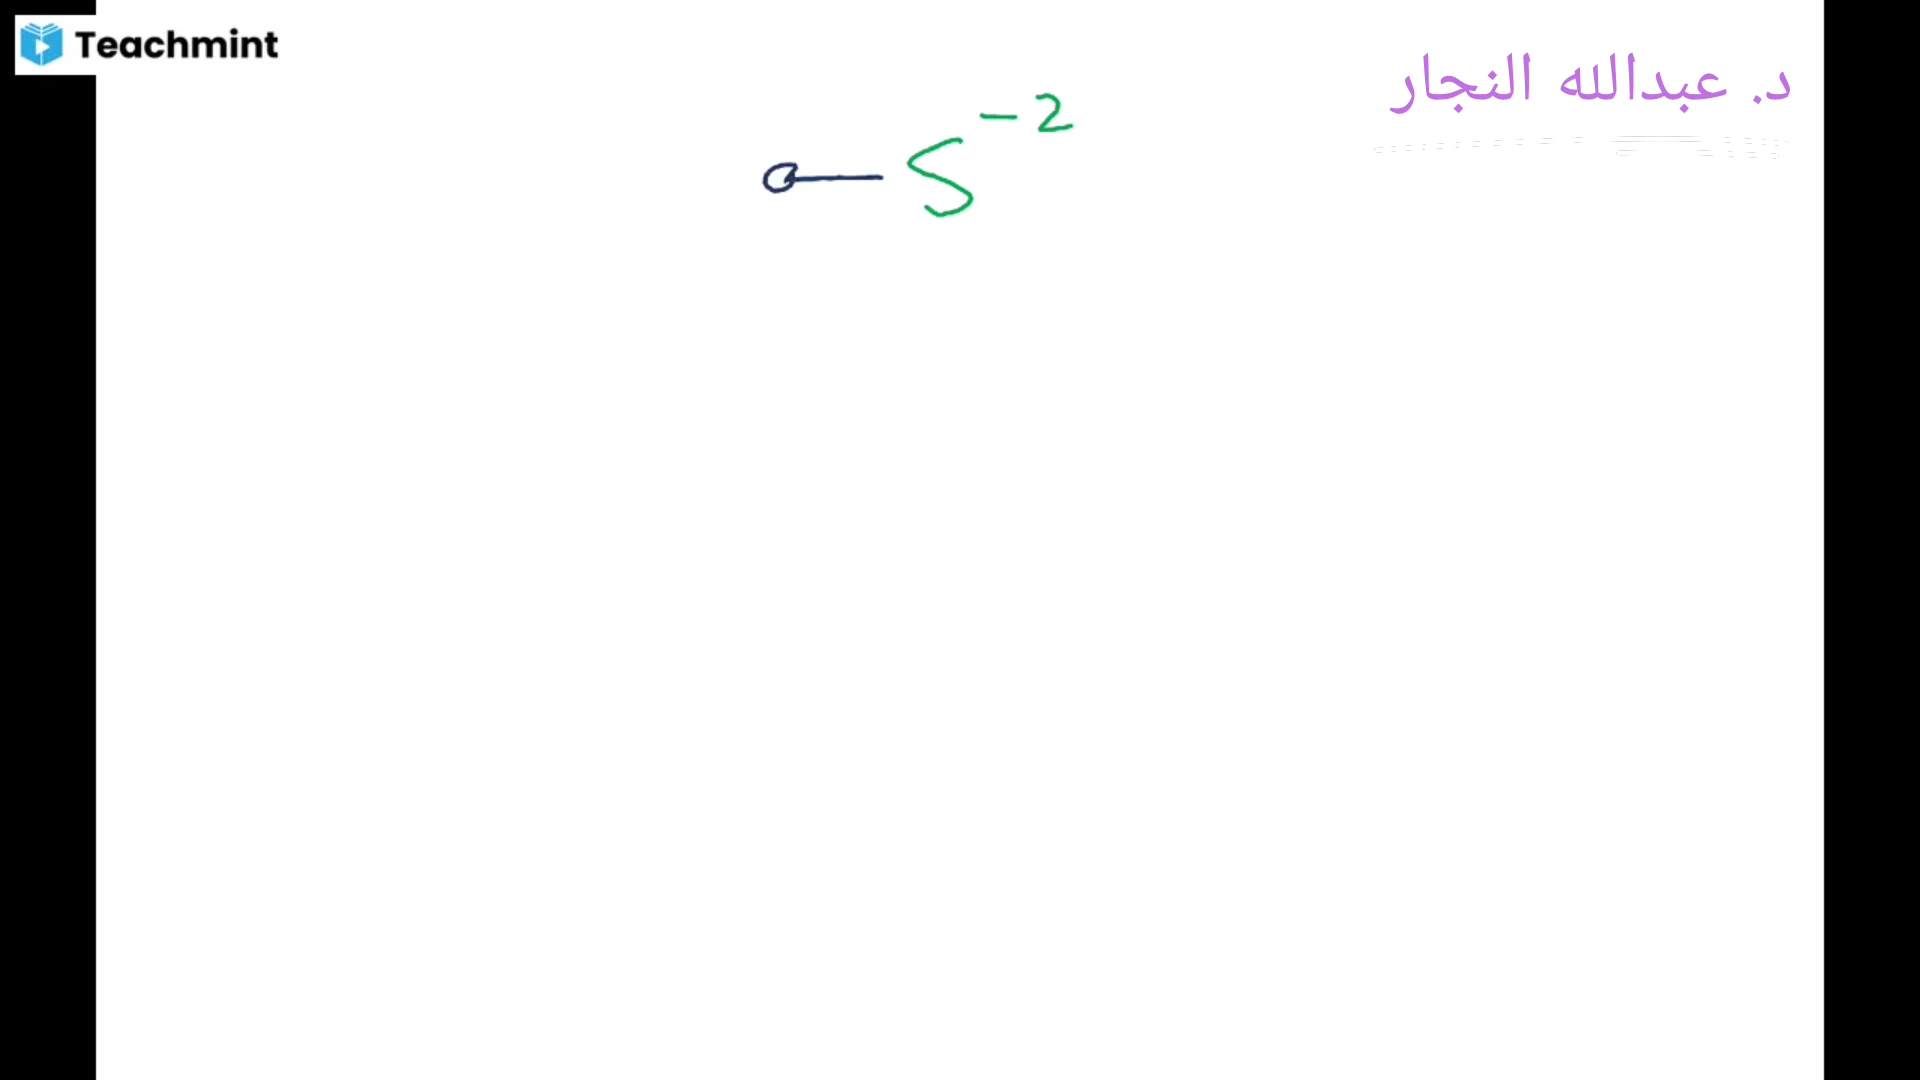 Teachmint
د. عبدالله النجار
S⁻²